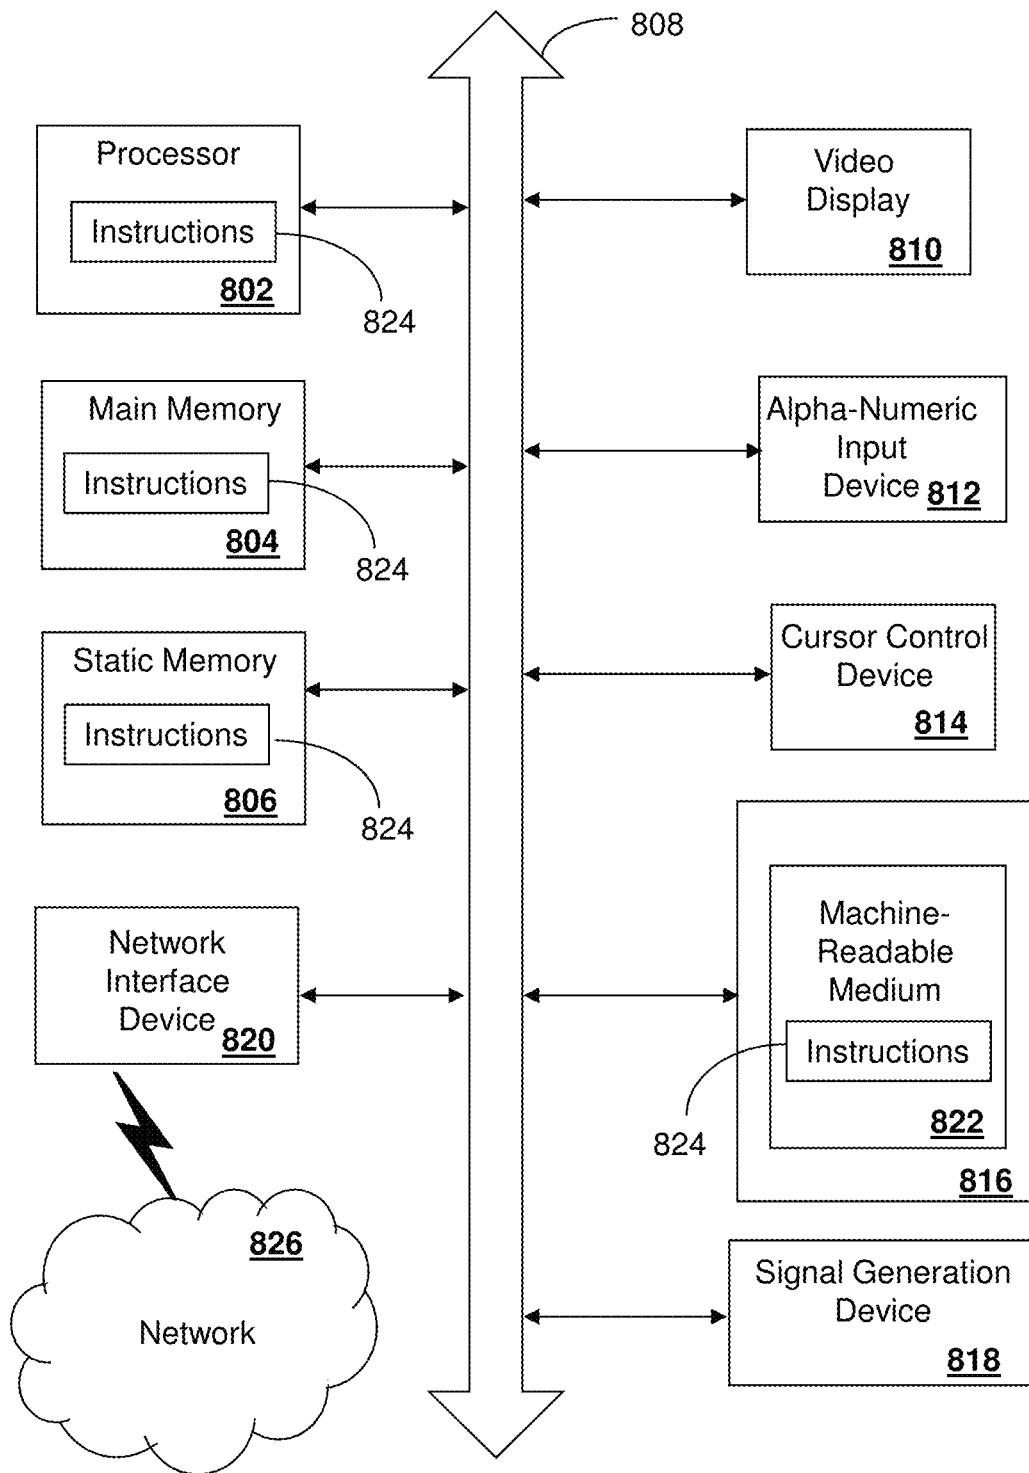 808
Processor
Instructions
802
824
Main Memory
Instructions
804
824
Static Memory
Instructions
806
824
Network
Interface
Device
820
826
Network
Video
Display
810
Alpha-Numeric
Input
Device
812
Cursor Control
Device
814
Machine-
Readable
Medium
Instructions
824
822
816
Signal Generation
Device
818